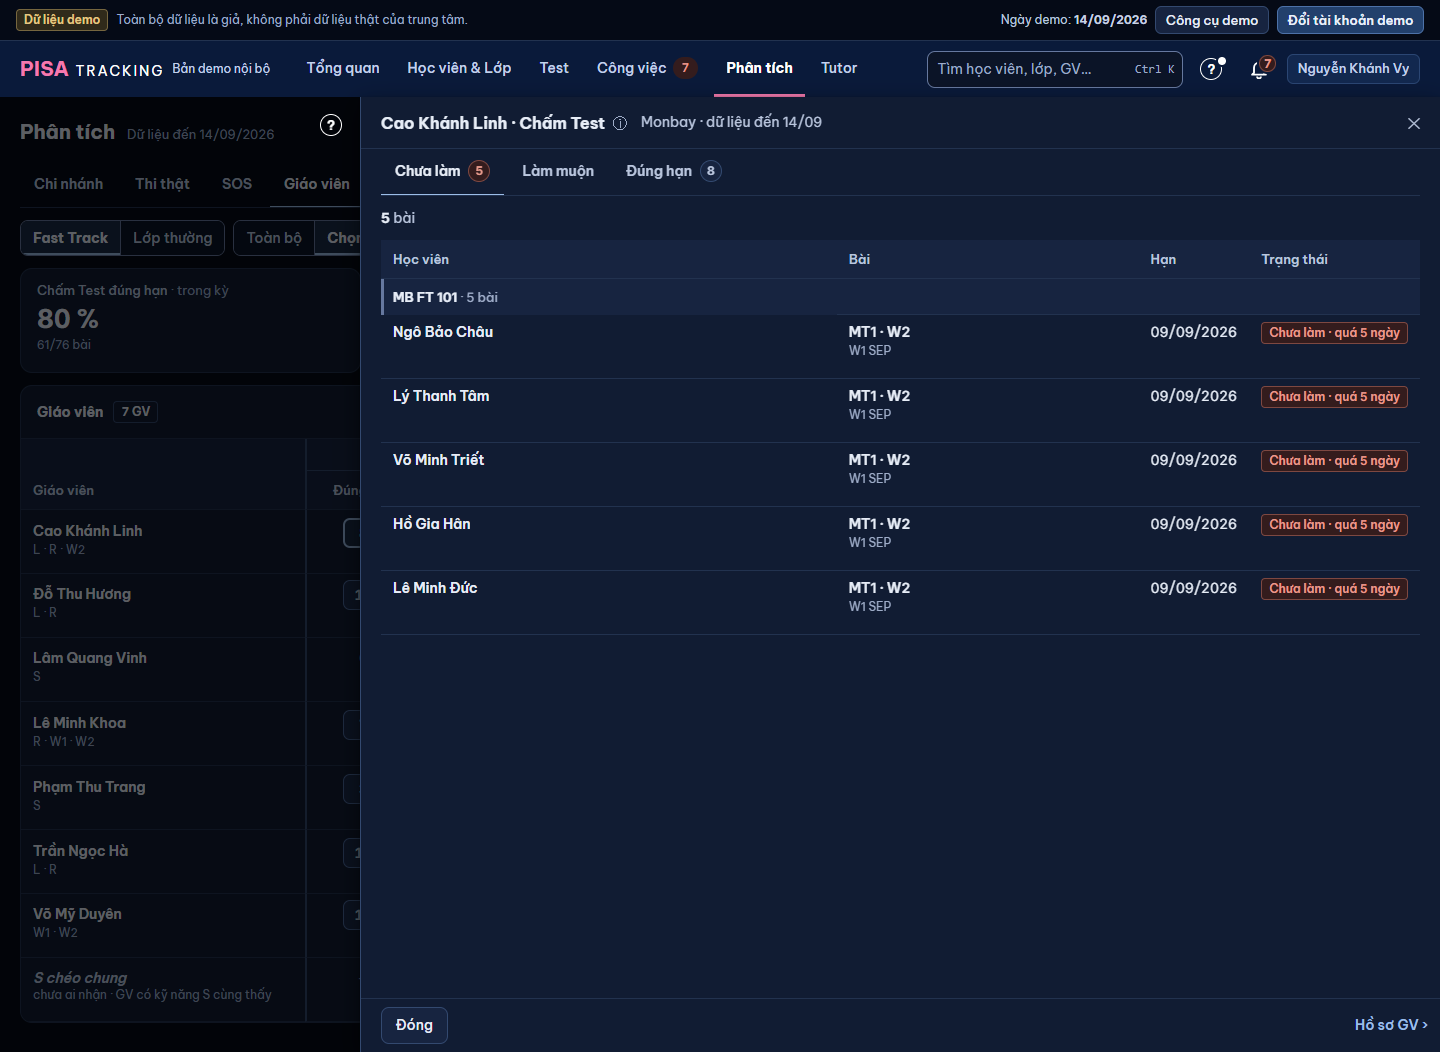 Dữ liệu demo Toàn bộ dữ liệu là giả, không phải dữ liệu thật của trung tâm. Ngày demo: 14/09/2026 Công cụ demo Đổi tài khoản demo
PISA TRACKING Bản demo nội bộ Tổng quan Học viên & Lớp Test Công việc 7 Phân tích Tutor Tìm học viên, lớp, GV... Ctrl K ? 7 Nguyễn Khánh Vy
Phân tích Dữ liệu đến 14/09/2026 ?
Chi nhánh Thi thật SOS Giáo viên
Fast Track Lớp thường Toàn bộ
Chấm Test đúng hạn · trong kỳ
80 %
61/76 bài
Giáo viên 7 GV
Giáo viên
Cao Khánh Linh
L · R · W2
Đỗ Thu Hương
L · R
Lâm Quang Vinh
S
Lê Minh Khoa
R · W1 · W2
Phạm Thu Trang
S
Trần Ngọc Hà
L · R
Võ Mỹ Duyên
W1 · W2
S chéo chung
chưa ai nhận · GV có kỹ năng S cùng thấy
Cao Khánh Linh · Chấm Test ⓘ Monbay · dữ liệu đến 14/09
Chưa làm 5 Làm muộn Đúng hạn 8
5 bài
Học viên Bài Hạn Trạng thái
MB FT 101 · 5 bài
Ngô Bảo Châu MT1 · W2 09/09/2026 Chưa làm · quá 5 ngày
W1 SEP
Lý Thanh Tâm MT1 · W2 09/09/2026 Chưa làm · quá 5 ngày
W1 SEP
Võ Minh Triết MT1 · W2 09/09/2026 Chưa làm · quá 5 ngày
W1 SEP
Hồ Gia Hân MT1 · W2 09/09/2026 Chưa làm · quá 5 ngày
W1 SEP
Lê Minh Đức MT1 · W2 09/09/2026 Chưa làm · quá 5 ngày
W1 SEP
Đóng Hồ sơ GV ›